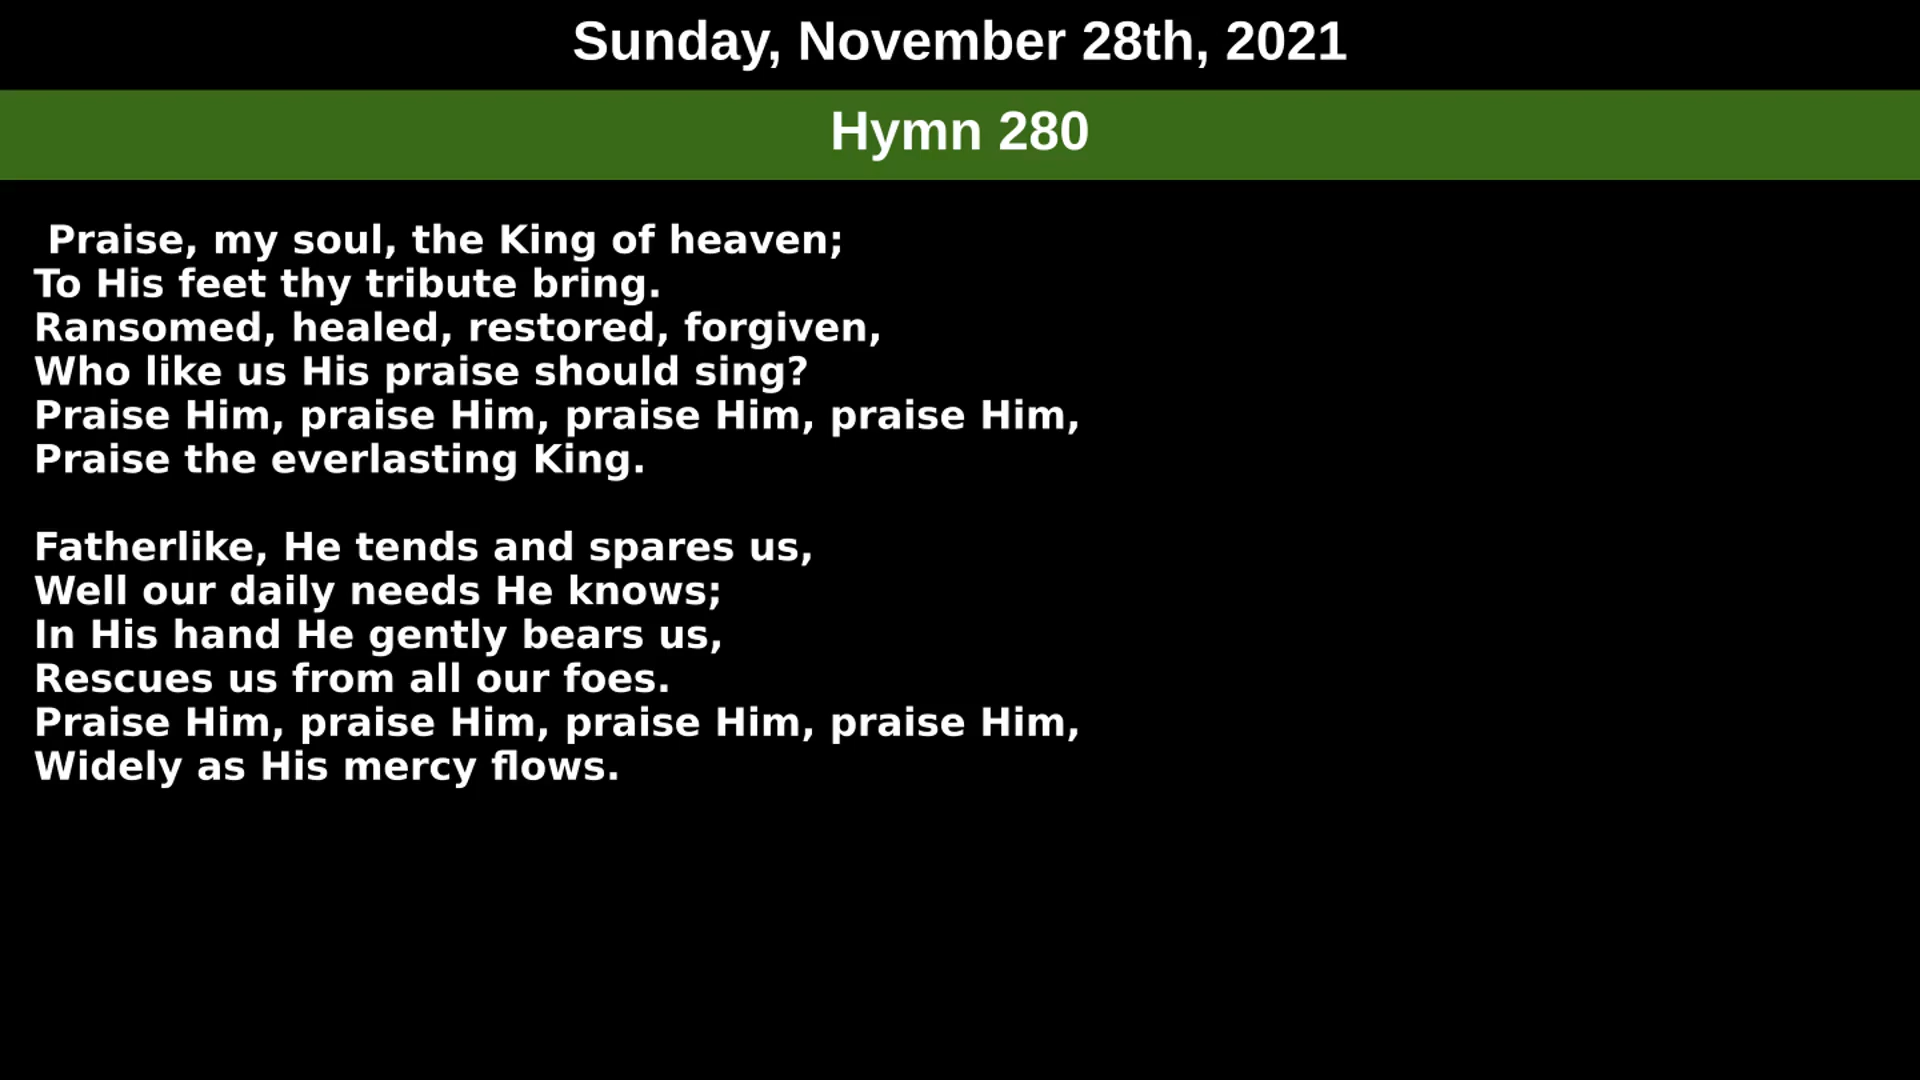 Sunday, November 28th, 2021
Hymn 280
Praise, my soul, the King of heaven;
To His feet thy tribute bring.
Ransomed, healed, restored, forgiven,
Who like us His praise should sing?
Praise Him, praise Him, praise Him, praise Him,
Praise the everlasting King.
Fatherlike, He tends and spares us,
Well our daily needs He knows;
In His hand He gently bears us,
Rescues us from all our foes.
Praise Him, praise Him, praise Him, praise Him,
Widely as His mercy flows.